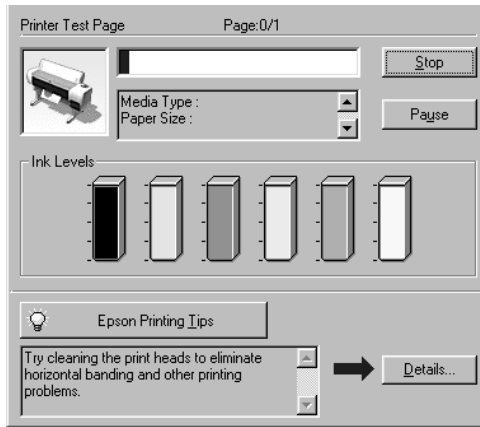 Printer Test Page Page:0/1
Stop
Media Type :
Paper Size :
Pause
Ink Levels
Epson Printing Tips
Try cleaning the print heads to eliminate
horizontal banding and other printing
problems.
Details...